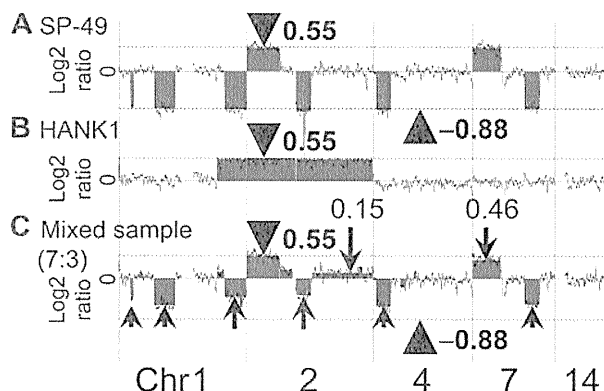 A SP-49
0.55
Log2 ratio
0
-0.88
B HANK1
0.55
Log2 ratio
0
0.15
0.46
C Mixed sample
(7:3)
0.55
Log2 ratio
0
-0.88
Chr1 2 4 7 14